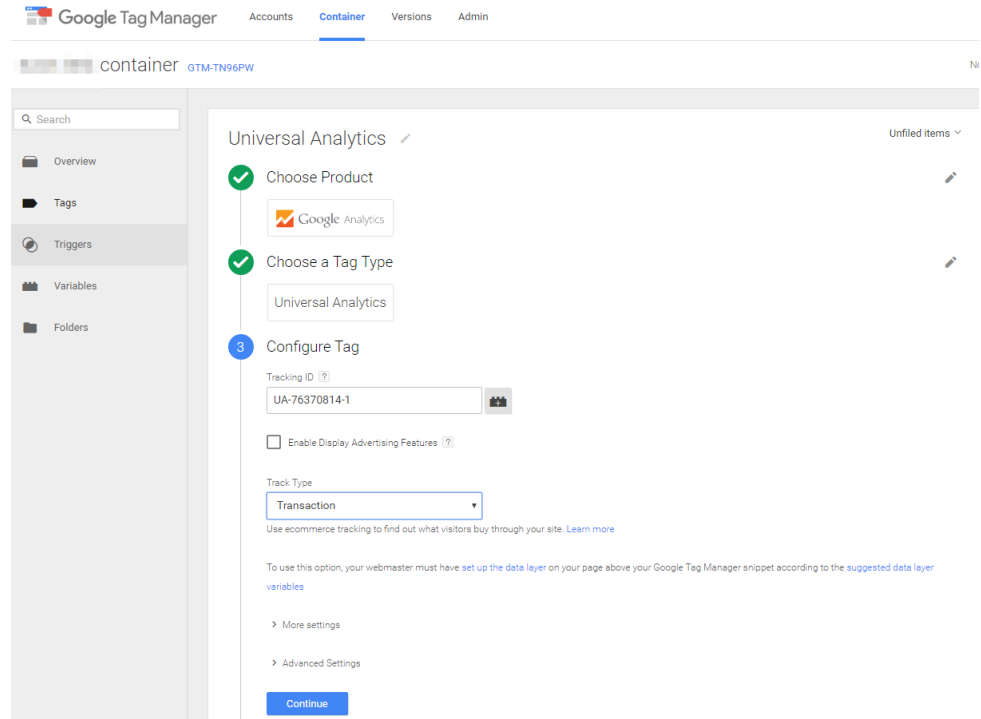 Google Tag Manager Accounts Container Versions Admin
container GTM-TN96PW
Search
Overview
Tags
Triggers
Variables
Folders
Universal Analytics Unfiled items
Choose Product
Google Analytics
Choose a Tag Type
Universal Analytics
3 Configure Tag
Tracking ID ?
UA-76370814-1
Enable Display Advertising Features ?
Track Type
Transaction
Use ecommerce tracking to find out what visitors buy through your site. Learn more
To use this option, your webmaster must have set up the data layer on your page above your Google Tag Manager snippet according to the suggested data layer
variables
More settings
Advanced Settings
Continue